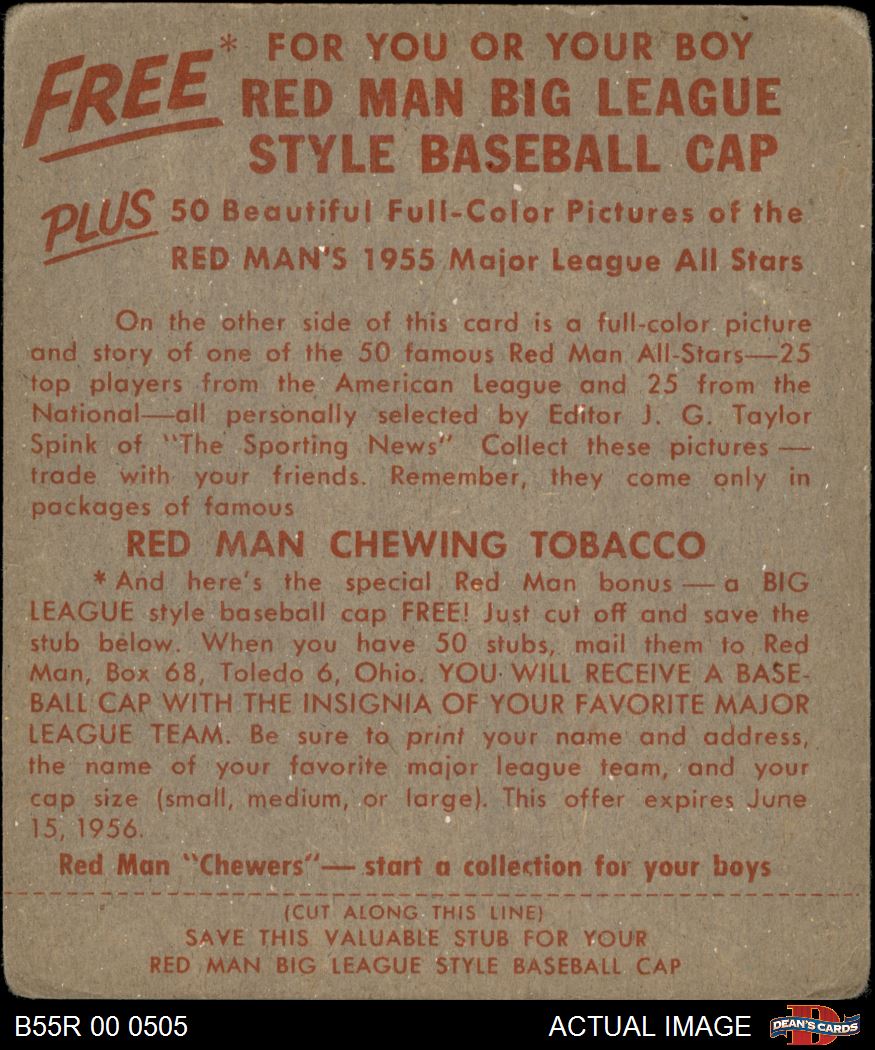 FREE* FOR YOU OR YOUR BOY
RED MAN BIG LEAGUE
STYLE BASEBALL CAP
PLUS 50 Beautiful Full-Color Pictures of the
RED MAN'S 1955 Major League All Stars
On the other side of this card is a full-color picture
and story of one of the 50 famous Red Man All-Stars—25
top players from the American League and 25 from the
National—all personally selected by Editor J. G. Taylor
Spink of "The Sporting News" Collect these pictures —
trade with your friends. Remember, they come only in
packages of famous
RED MAN CHEWING TOBACCO
* And here's the special Red Man bonus — a BIG
LEAGUE style baseball cap FREE! Just cut off and save the
stub below. When you have 50 stubs, mail them to Red
Man, Box 68, Toledo 6, Ohio. YOU WILL RECEIVE A BASE-
BALL CAP WITH THE INSIGNIA OF YOUR FAVORITE MAJOR
LEAGUE TEAM. Be sure to print your name and address,
the name of your favorite major league team, and your
cap size (small, medium, or large). This offer expires June
15, 1956.
Red Man "Chewers"— start a collection for your boys
(CUT ALONG THIS LINE)
SAVE THIS VALUABLE STUB FOR YOUR
RED MAN BIG LEAGUE STYLE BASEBALL CAP
B55R 00 0505 ACTUAL IMAGE DEAN'S CARDS